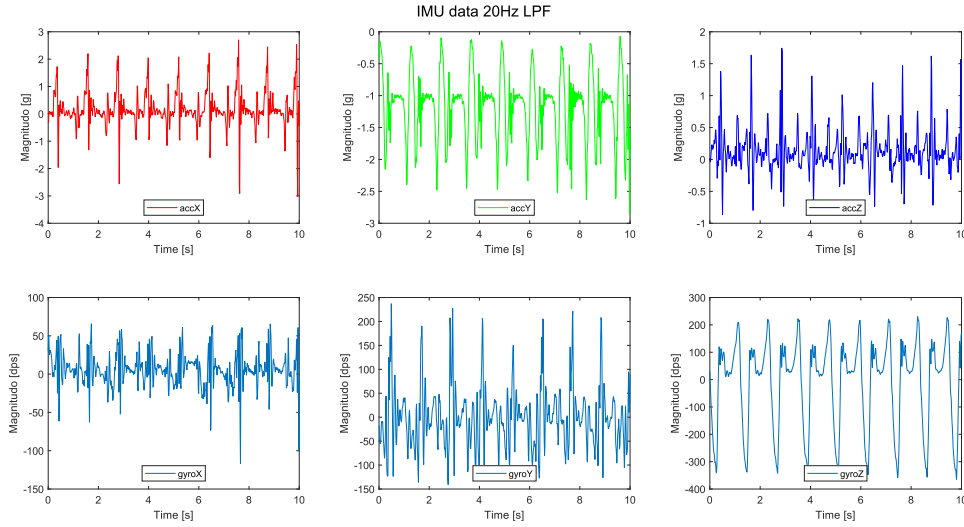 IMU data 20Hz LPF
3
2
1
0
-1
-2
-3
-4
Magnitudo [g]
accX
0 2 4 6 8 10
Time [s]
0
-0.5
-1
-1.5
-2
-2.5
-3
Magnitudo [g]
accY
0 2 4 6 8 10
Time [s]
2
1.5
1
0.5
0
-0.5
-1
Magnitudo [g]
accZ
0 2 4 6 8 10
Time [s]
100
50
0
-50
-100
-150
Magnitudo [dps]
gyroX
0 2 4 6 8 10
Time [s]
250
200
150
100
50
0
-50
-100
-150
Magnitudo [dps]
gyroY
0 2 4 6 8 10
Time [s]
300
200
100
0
-100
-200
-300
-400
Magnitudo [dps]
gyroZ
0 2 4 6 8 10
Time [s]